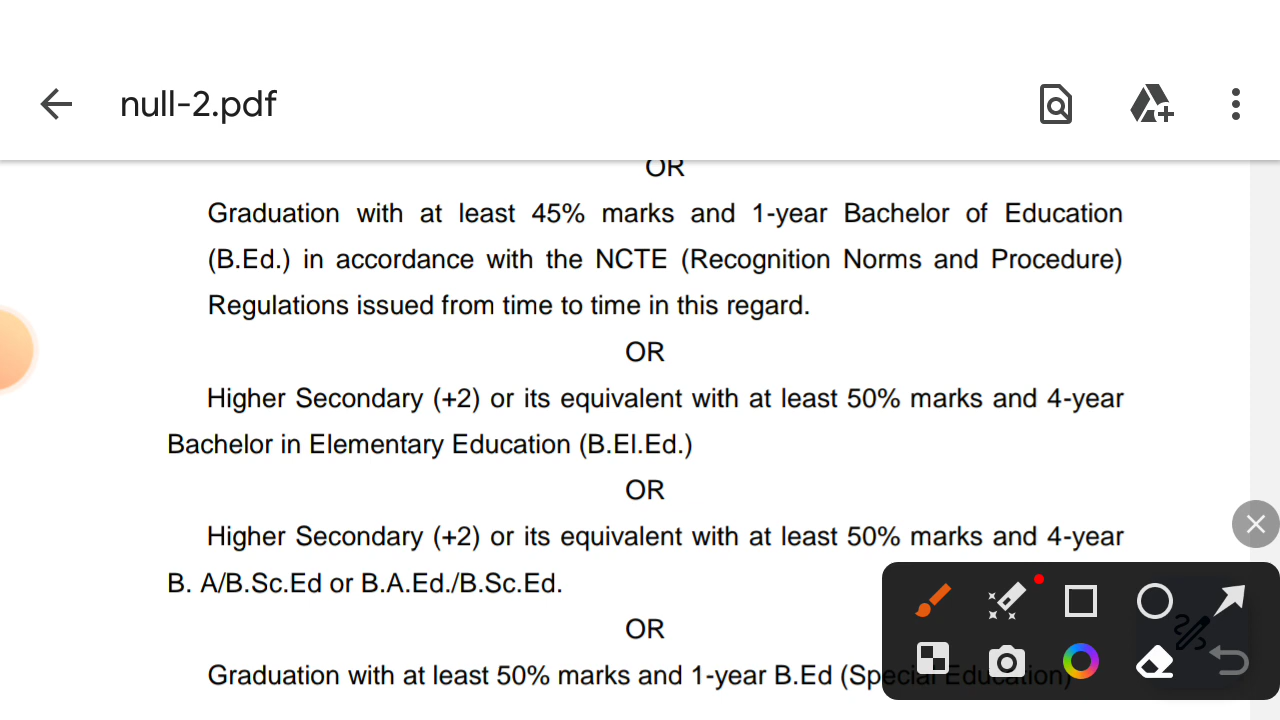 null-2.pdf
OR
Graduation with at least 45% marks and 1-year Bachelor of Education
(B.Ed.) in accordance with the NCTE (Recognition Norms and Procedure)
Regulations issued from time to time in this regard.
OR
Higher Secondary (+2) or its equivalent with at least 50% marks and 4-year
Bachelor in Elementary Education (B.El.Ed.)
OR
Higher Secondary (+2) or its equivalent with at least 50% marks and 4-year
B. A/B.Sc.Ed or B.A.Ed./B.Sc.Ed.
OR
Graduation with at least 50% marks and 1-year B.Ed (Special Education)